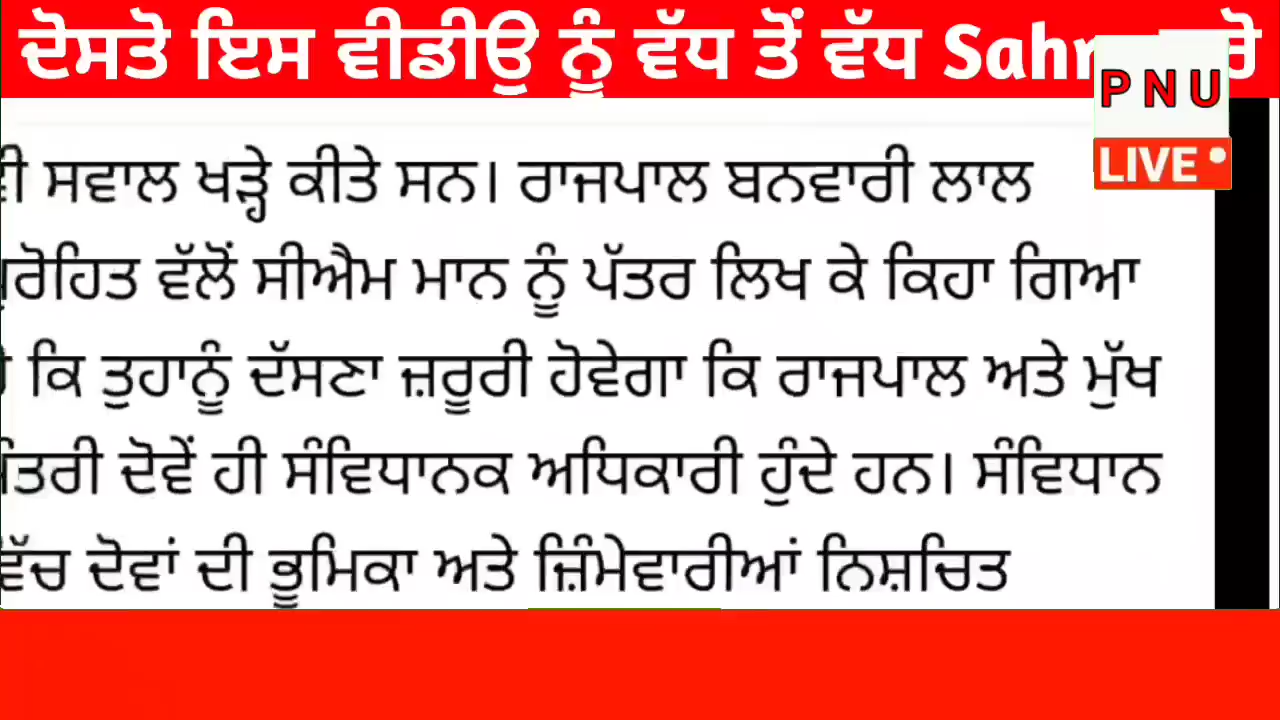 ਦੋਸਤੋ ਇਸ ਵੀਡੀਉ ਨੂੰ ਵੱਧ ਤੋਂ ਵੱਧ
PNU
LIVE
ਸਵਾਲ ਖੜ੍ਹੇ ਕੀਤੇ ਸਨ। ਰਾਜਪਾਲ ਬਨਵਾਰੀ ਲਾਲ
ਪੁਰੋਹਿਤ ਵੱਲੋਂ ਸੀਐਮ ਮਾਨ ਨੂੰ ਪੱਤਰ ਲਿਖ ਕੇ ਕਿਹਾ ਗਿਆ
ਕਿ ਤੁਹਾਨੂੰ ਦੱਸਣਾ ਜ਼ਰੂਰੀ ਹੋਵੇਗਾ ਕਿ ਰਾਜਪਾਲ ਅਤੇ ਮੁੱਖ
ਮੰਤਰੀ ਦੋਵੇਂ ਹੀ ਸੰਵਿਧਾਨਕ ਅਧਿਕਾਰੀ ਹੁੰਦੇ ਹਨ। ਸੰਵਿਧਾਨ
ਵਿੱਚ ਦੋਵਾਂ ਦੀ ਭੂਮਿਕਾ ਅਤੇ ਜ਼ਿੰਮੇਵਾਰੀਆਂ ਨਿਸ਼ਚਿਤ